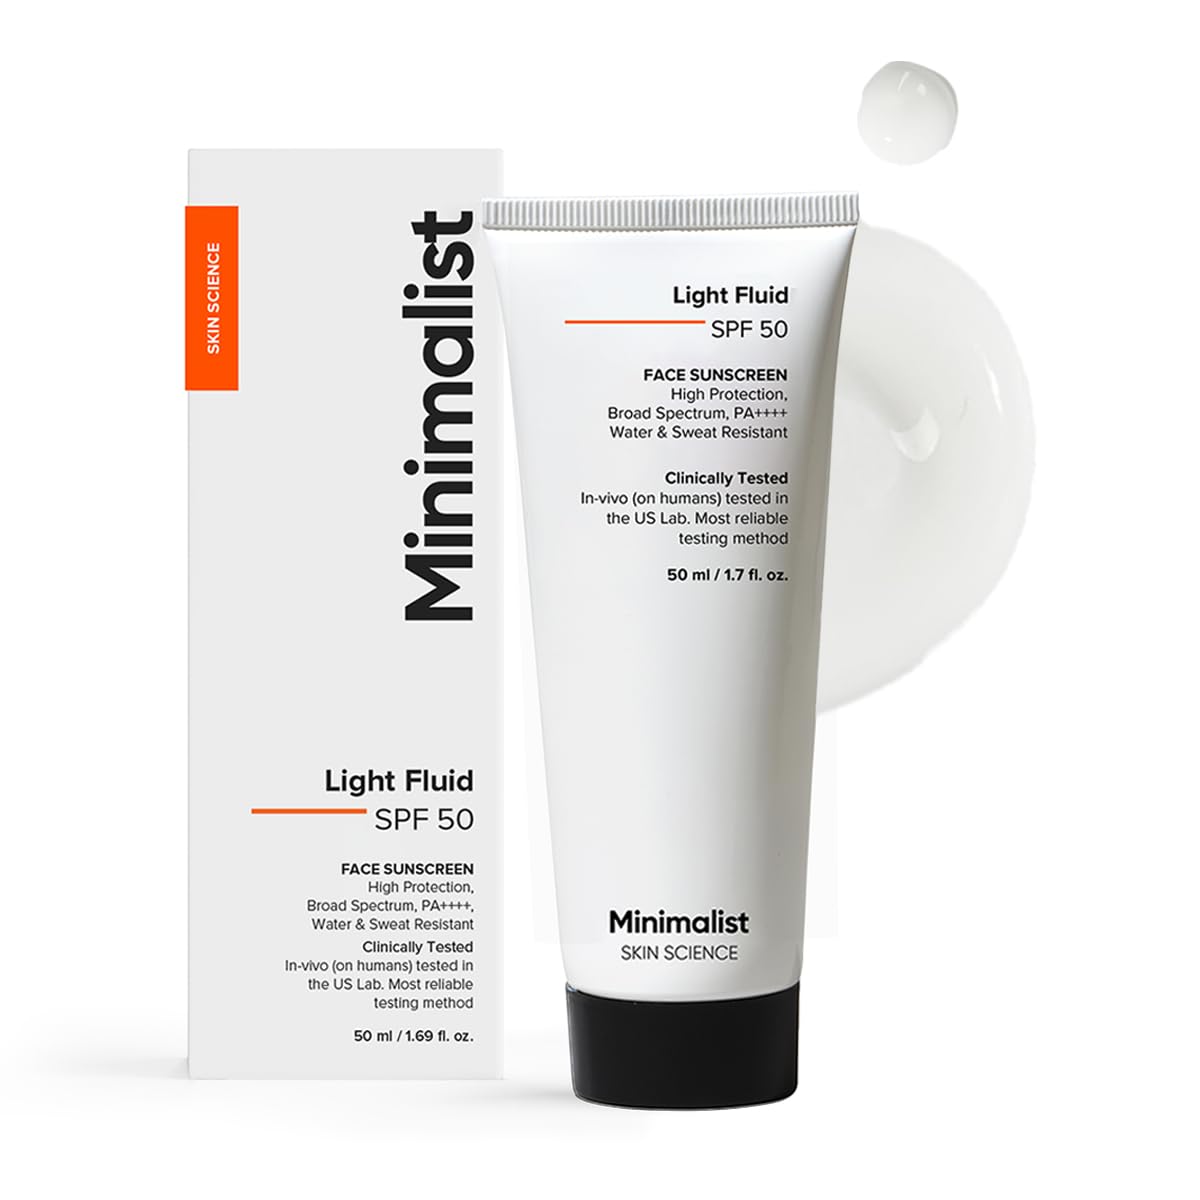 SKIN SCIENCE
Minimalist
Light Fluid
SPF 50
FACE SUNSCREEN
High Protection,
Broad Spectrum, PA++++,
Water & Sweat Resistant
Clinically Tested
In-vivo (on humans) tested in
the US Lab. Most reliable
testing method
50 ml / 1.69 fl. oz.
Light Fluid
SPF 50
FACE SUNSCREEN
High Protection,
Broad Spectrum, PA++++
Water & Sweat Resistant
Clinically Tested
In-vivo (on humans) tested in
the US Lab. Most reliable
testing method
50 ml / 1.7 fl. oz.
Minimalist
SKIN SCIENCE